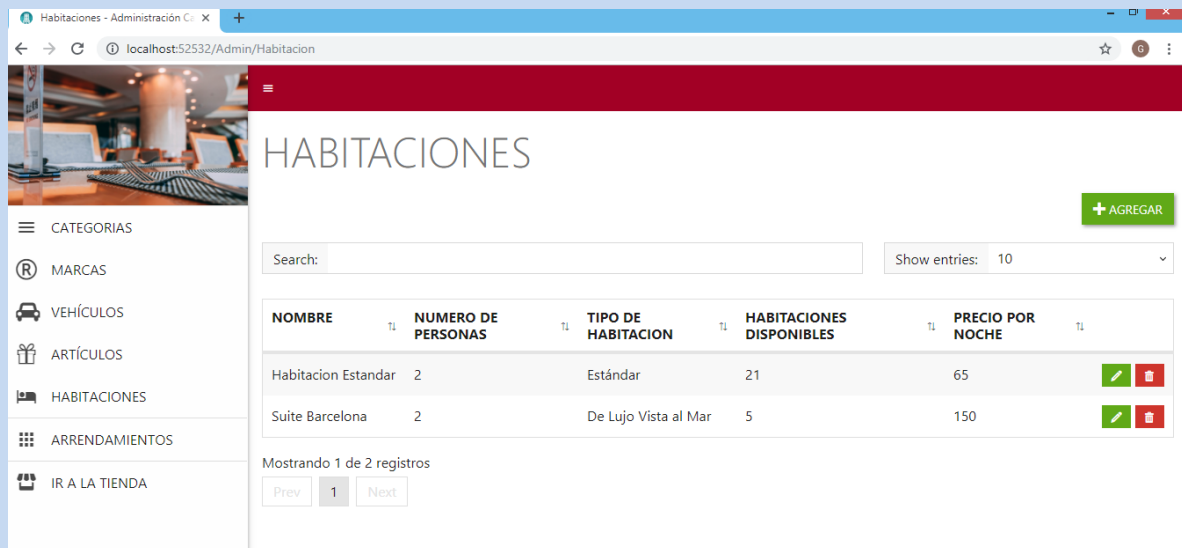 Habitaciones - Administración Ca
localhost:52532/Admin/Habitacion
G
HABITACIONES
AGREGAR
CATEGORIAS
MARCAS
VEHÍCULOS
ARTÍCULOS
HABITACIONES
ARRENDAMIENTOS
IR A LA TIENDA
Search:
Show entries: 10
NOMBRE NUMERO DE PERSONAS TIPO DE HABITACION HABITACIONES DISPONIBLES PRECIO POR NOCHE
Habitacion Estandar 2 Estándar 21 65
Suite Barcelona 2 De Lujo Vista al Mar 5 150
Mostrando 1 de 2 registros
Prev 1 Next